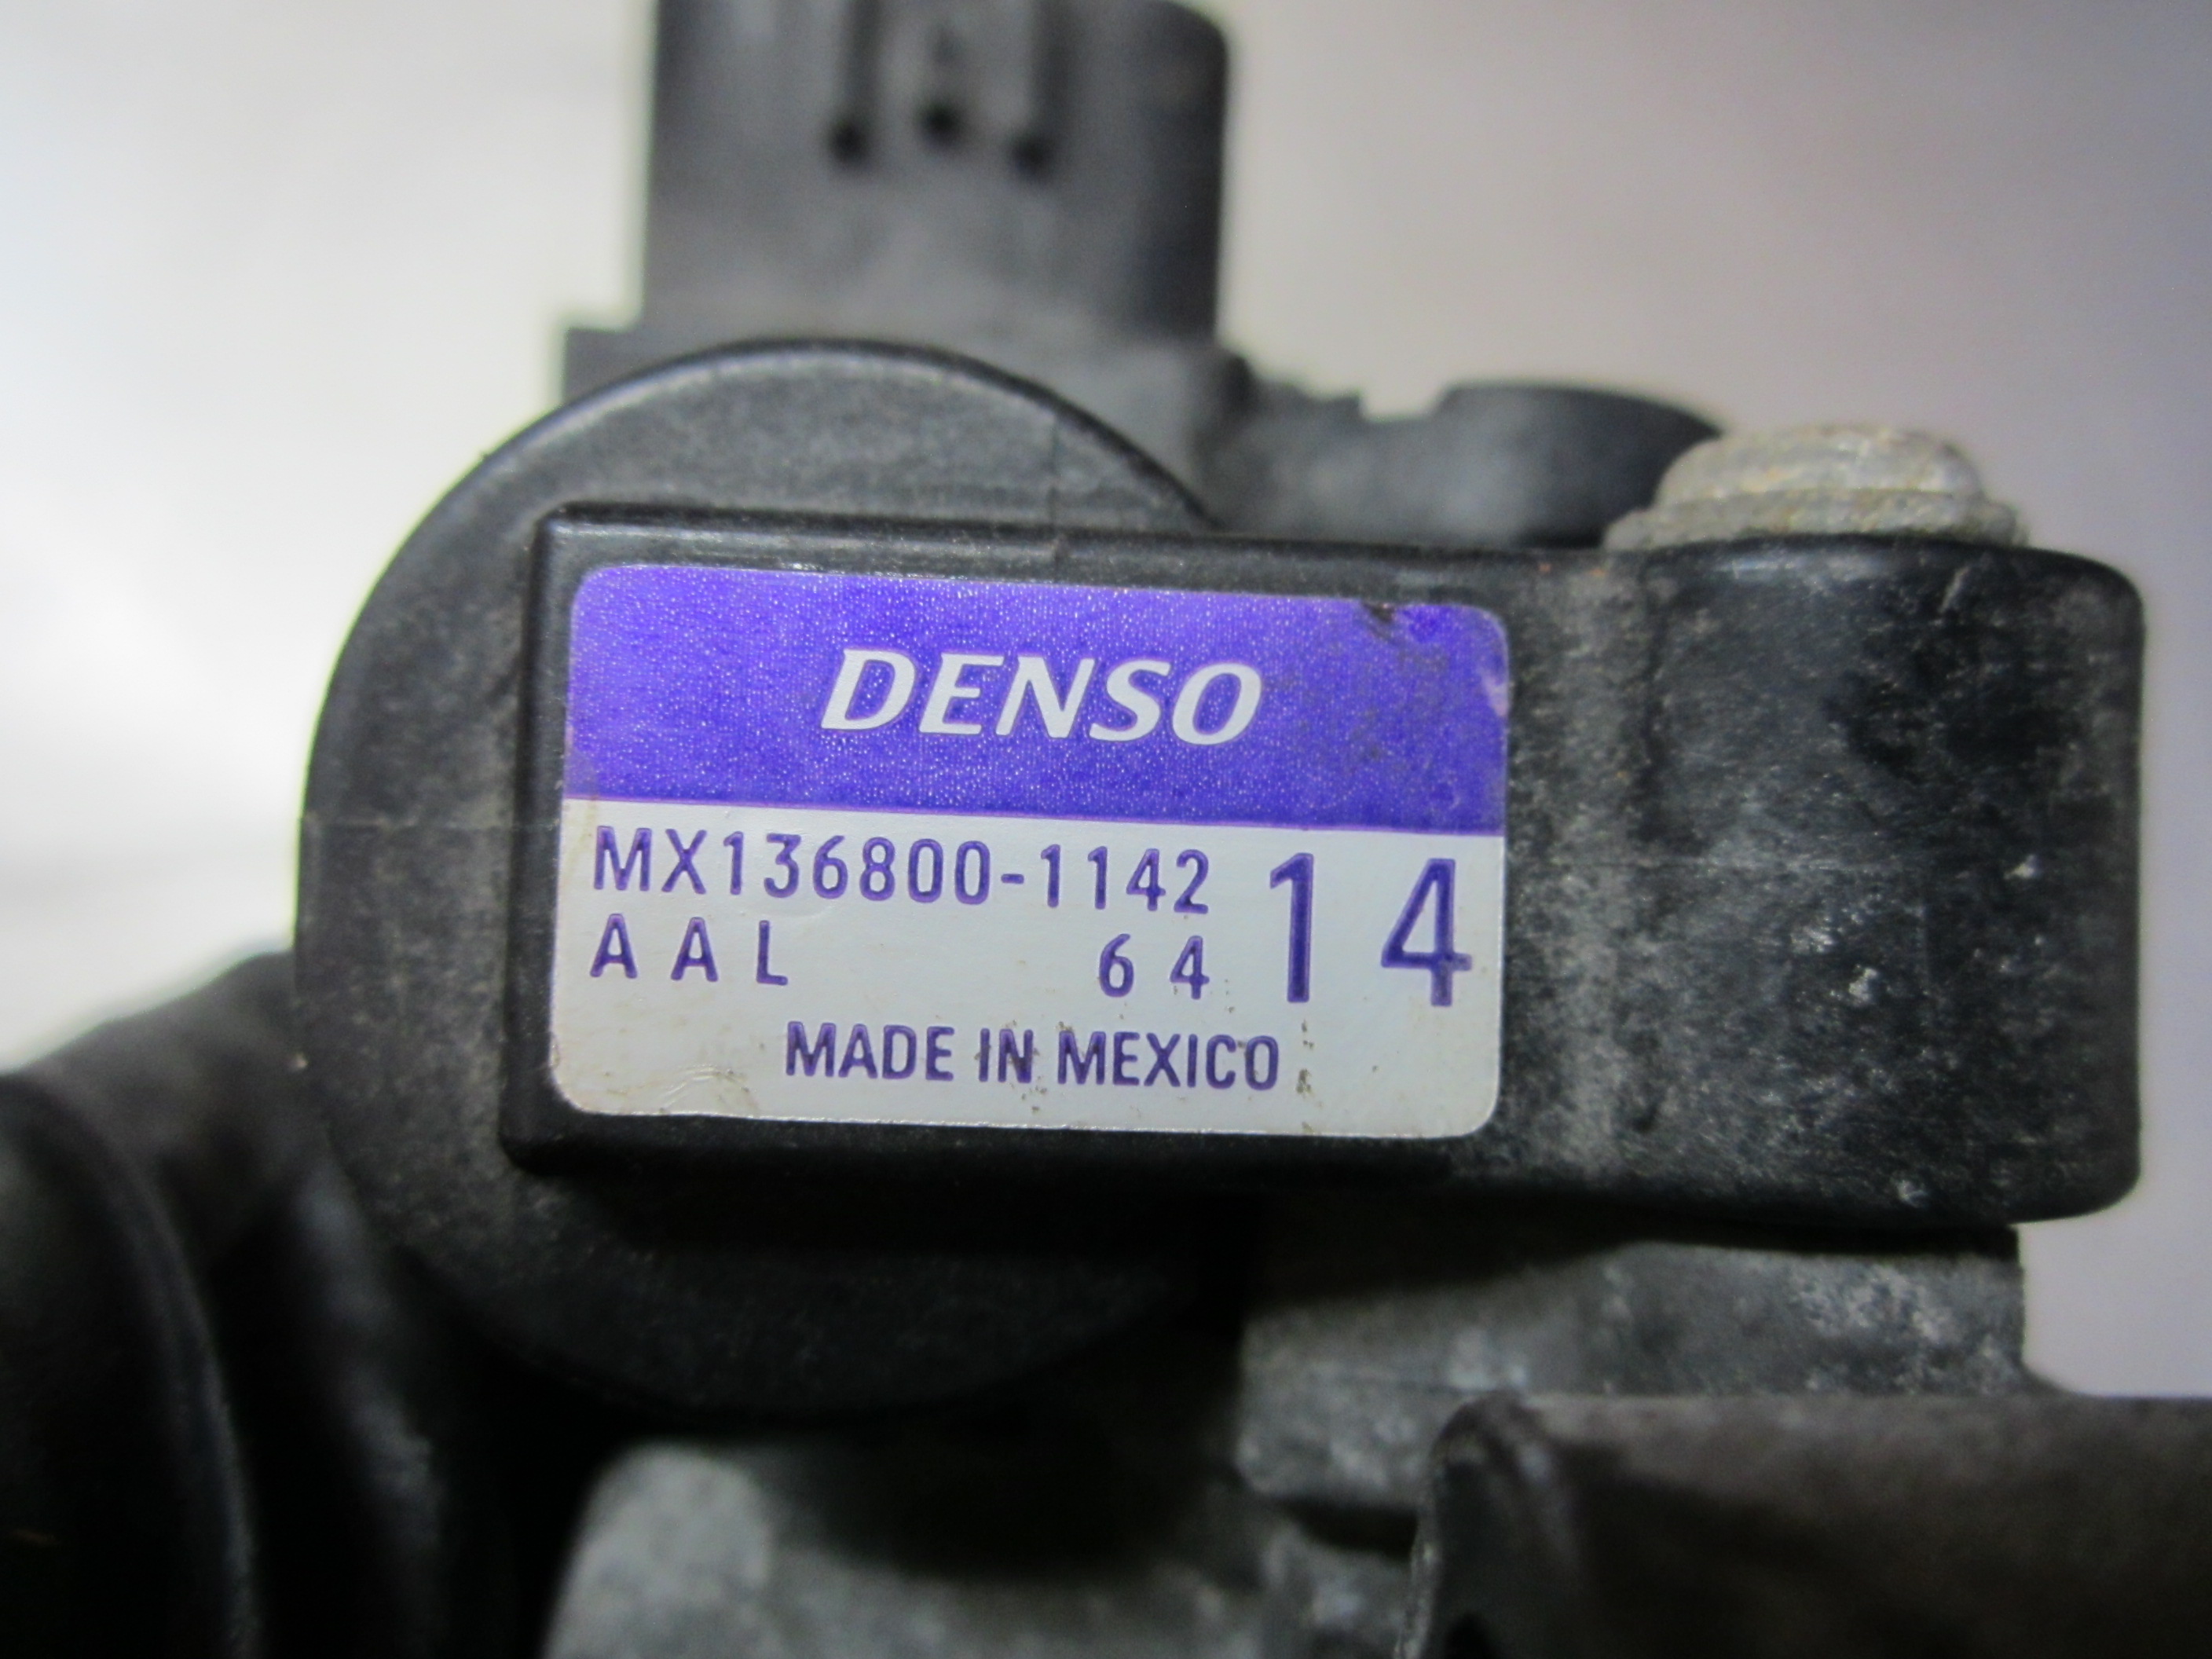 DENSO
MX136800-1142 14
AAL 64
MADE IN MEXICO